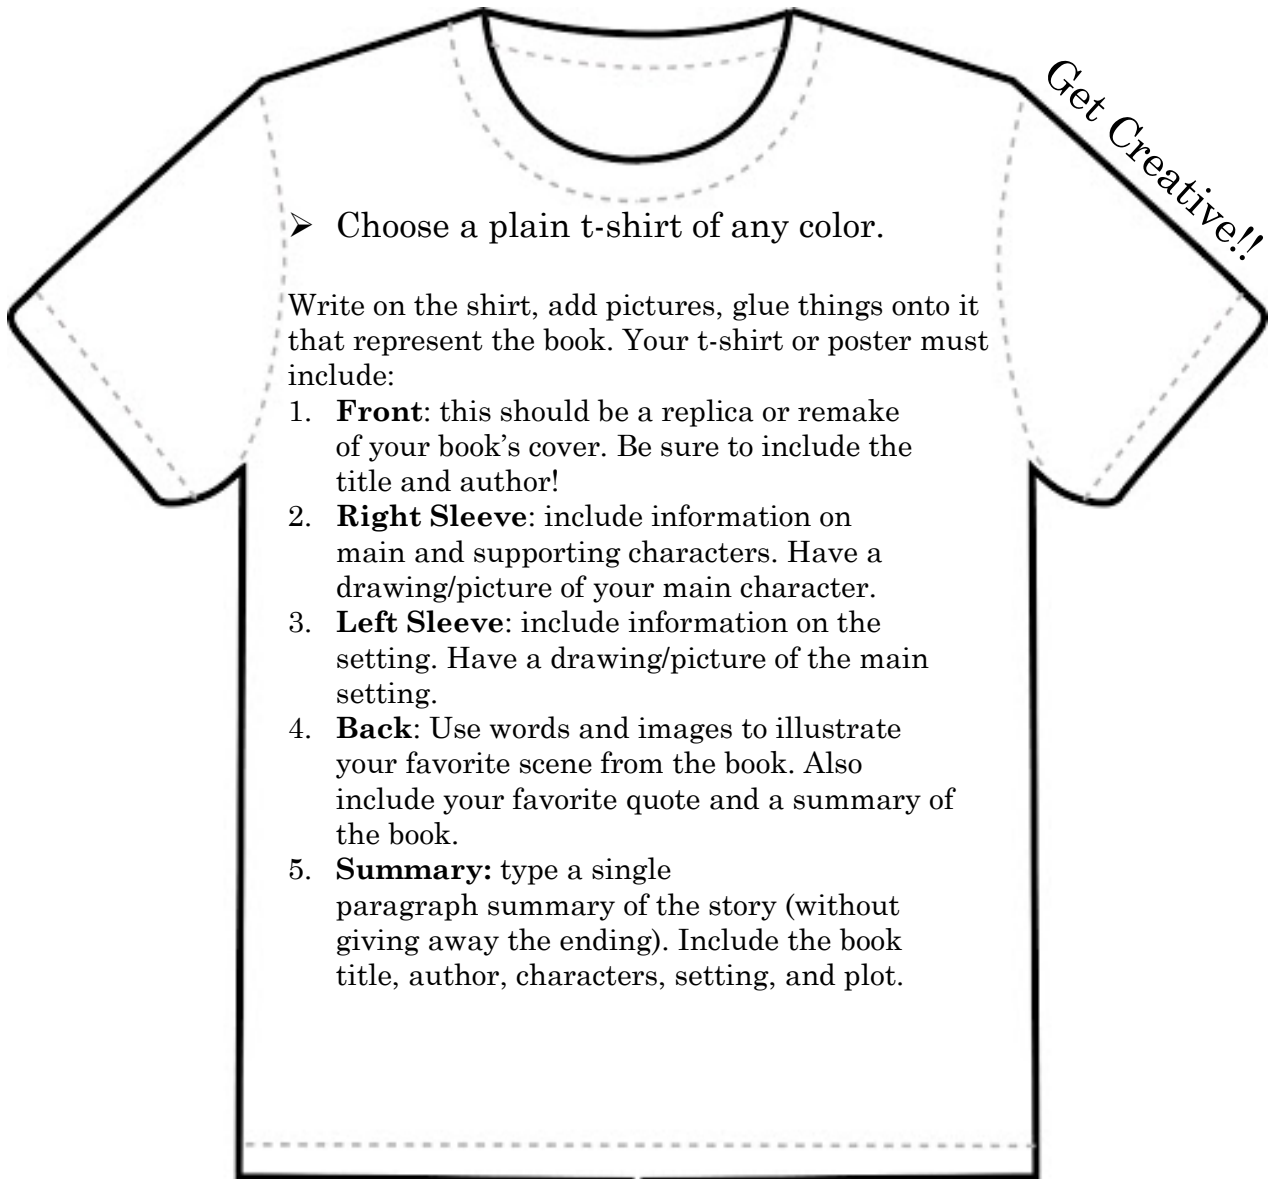 Get Creative!!
➢ Choose a plain t-shirt of any color.
Write on the shirt, add pictures, glue things onto it
that represent the book. Your t-shirt or poster must
include:
1. Front: this should be a replica or remake
of your book’s cover. Be sure to include the
title and author!
2. Right Sleeve: include information on
main and supporting characters. Have a
drawing/picture of your main character.
3. Left Sleeve: include information on the
setting. Have a drawing/picture of the main
setting.
4. Back: Use words and images to illustrate
your favorite scene from the book. Also
include your favorite quote and a summary of
the book.
5. Summary: type a single
paragraph summary of the story (without
giving away the ending). Include the book
title, author, characters, setting, and plot.